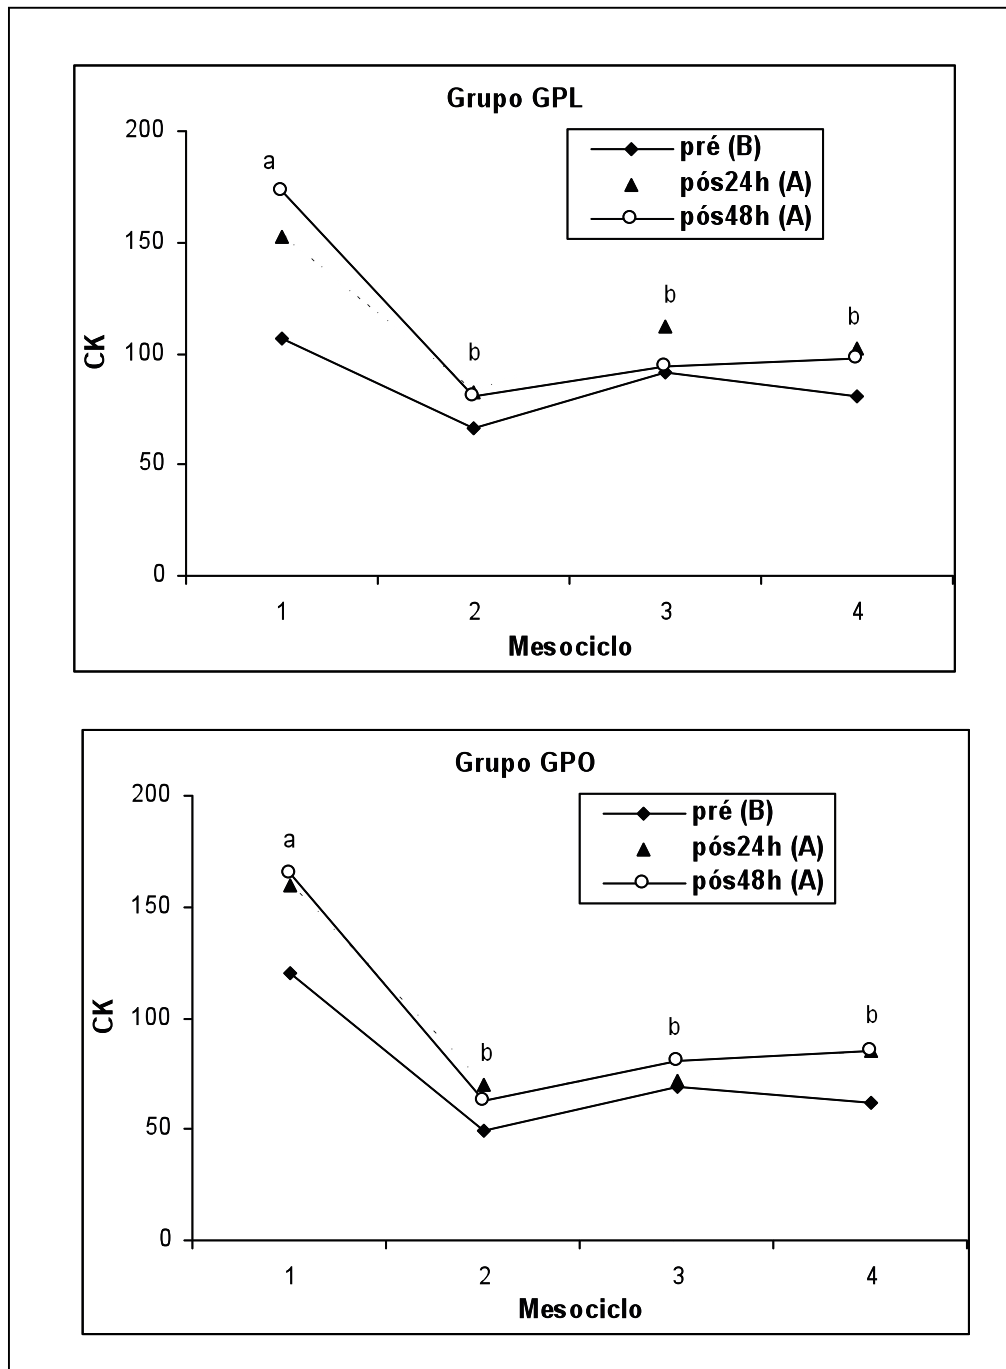 Grupo GPL
200
150
100
50
0
CK
a
b
b
b
pré (B)
pós24h (A)
pós48h (A)
1 2 3 4
Mesociclo
Grupo GPO
200
150
100
50
0
CK
a
b
b
b
pré (B)
pós24h (A)
pós48h (A)
1 2 3 4
Mesociclo